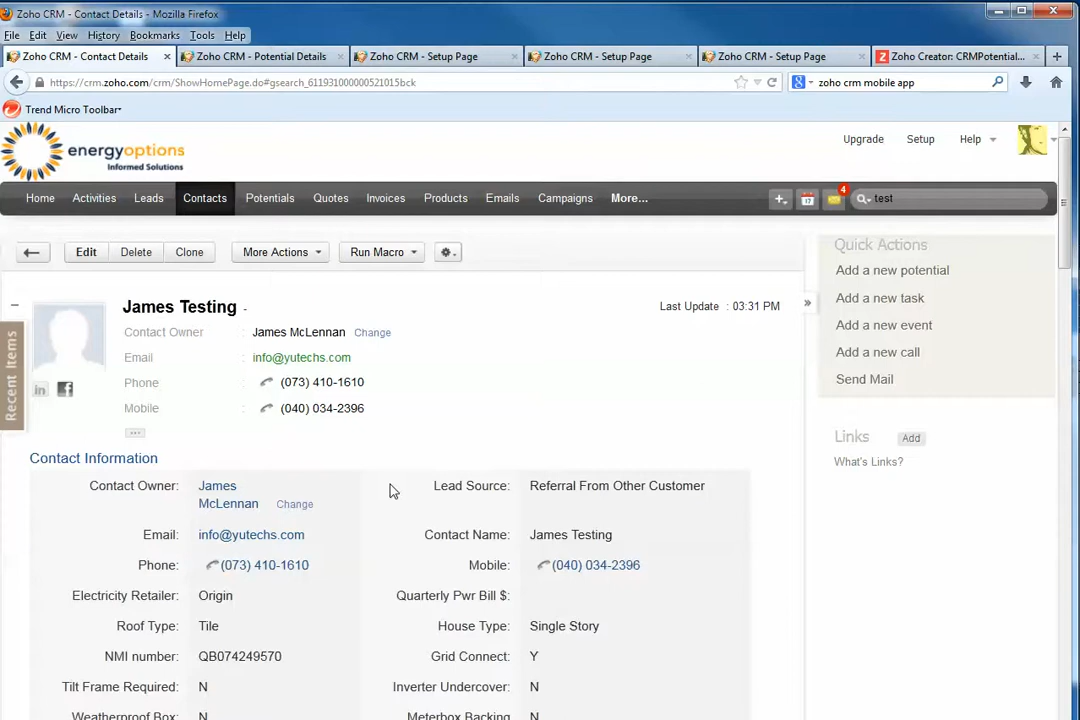 Zoho CRM - Contact Details - Mozilla Firefox
File Edit View History Bookmarks Tools Help
Zoho CRM - Contact Details × Zoho CRM - Potential Details × Zoho CRM - Setup Page × Zoho CRM - Setup Page × Zoho CRM - Setup Page × Zoho Creator: CRMPotential... × +
https://crm.zoho.com/crm/ShowHomePage.do#gsearch_611931000000521015bck zoho crm mobile app
Trend Micro Toolbar
energyoptions
Informed Solutions
Upgrade Setup Help
Home Activities Leads Contacts Potentials Quotes Invoices Products Emails Campaigns More... 17 4 test
Edit Delete Clone More Actions Run Macro
Quick Actions
Add a new potential
Add a new task
Add a new event
Add a new call
Send Mail
Links Add
What's Links?
Recent Items
James Testing - Last Update : 03:31 PM
Contact Owner : James McLennan Change
Email : info@yutechs.com
Phone : (073) 410-1610
Mobile : (040) 034-2396
in f
Contact Information
Contact Owner: James McLennan Change Lead Source: Referral From Other Customer
Email: info@yutechs.com Contact Name: James Testing
Phone: (073) 410-1610 Mobile: (040) 034-2396
Electricity Retailer: Origin Quarterly Pwr Bill $:
Roof Type: Tile House Type: Single Story
NMI number: QB074249570 Grid Connect: Y
Tilt Frame Required: N Inverter Undercover: N
Weatherproof Box: N Meterbox Backing N